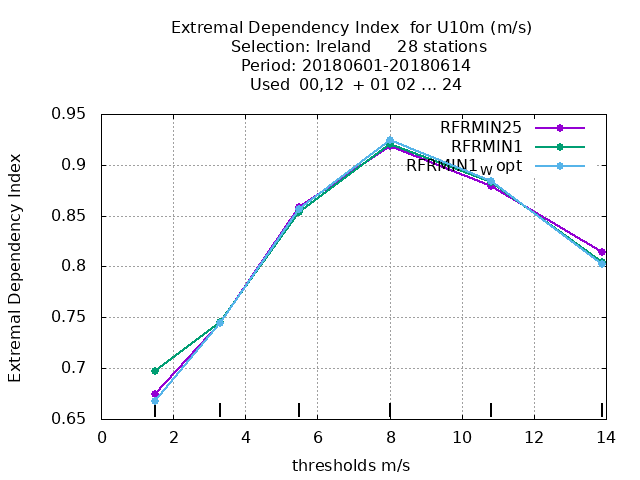 Extremal Dependency Index  for U10m (m/s)
Selection: Ireland     28 stations
Period: 20180601-20180614
Used  00,12  + 01 02 ... 24
Extremal Dependency Index
0.95
0.9
0.85
0.8
0.75
0.7
0.65
RFRMIN25
RFRMIN1
RFRMIN1w opt
0 2 4 6 8 10 12 14
thresholds m/s